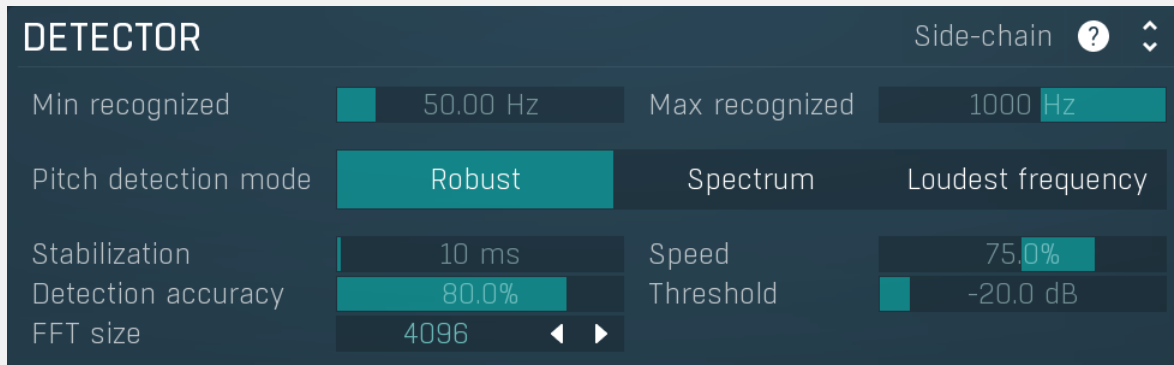 DETECTOR Side-chain ?
Min recognized 50.00 Hz Max recognized 1000 Hz
Pitch detection mode Robust Spectrum Loudest frequency
Stabilization 10 ms Speed 75.0%
Detection accuracy 80.0% Threshold -20.0 dB
FFT size 4096